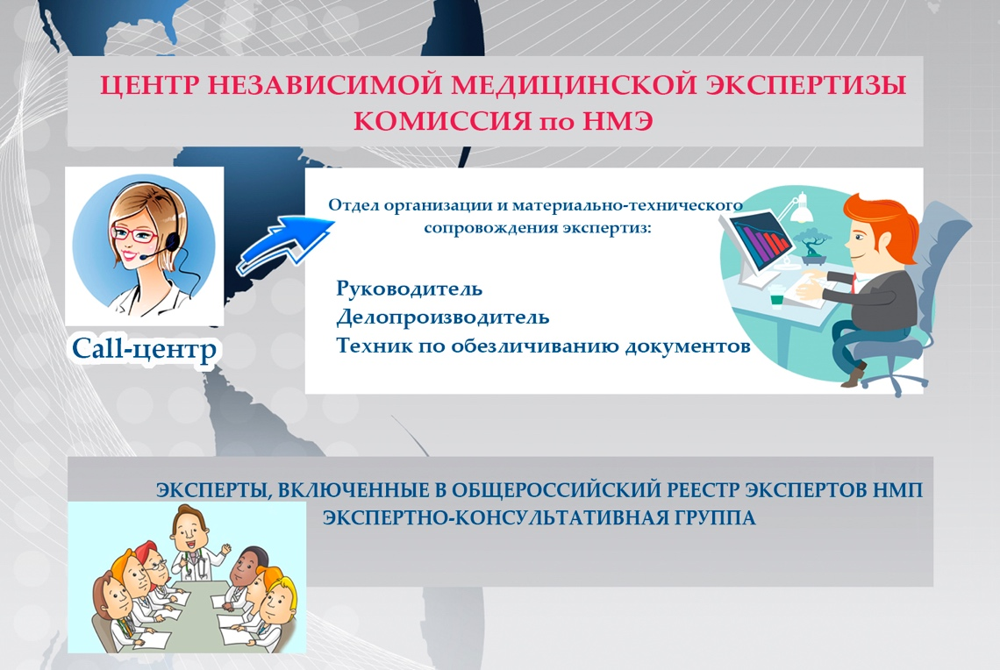 ЦЕНТР НЕЗАВИСИМОЙ МЕДИЦИНСКОЙ ЭКСПЕРТИЗЫ
КОМИССИЯ по НМЭ
Отдел организации и материально-технического
сопровождения экспертиз:
Руководитель
Делопроизводитель
Техник по обезличиванию документов
Call-центр
ЭКСПЕРТЫ, ВКЛЮЧЕННЫЕ В ОБЩЕРОССИЙСКИЙ РЕЕСТР ЭКСПЕРТОВ НМП
ЭКСПЕРТНО-КОНСУЛЬТАТИВНАЯ ГРУППА